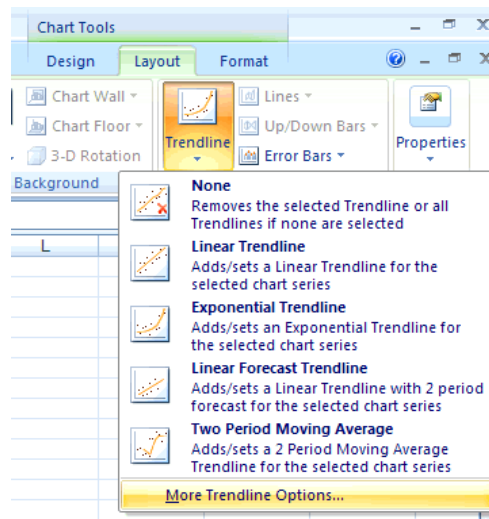 Chart Tools
Design Layout Format
Chart Wall
Chart Floor
3-D Rotation
Background
Trendline
Lines
Up/Down Bars
Error Bars
Properties
L
None
Removes the selected Trendline or all
Trendlines if none are selected
Linear Trendline
Adds/sets a Linear Trendline for the
selected chart series
Exponential Trendline
Adds/sets an Exponential Trendline for
the selected chart series
Linear Forecast Trendline
Adds/sets a Linear Trendline with 2 period
forecast for the selected chart series
Two Period Moving Average
Adds/sets a 2 Period Moving Average
Trendline for the selected chart series
More Trendline Options...